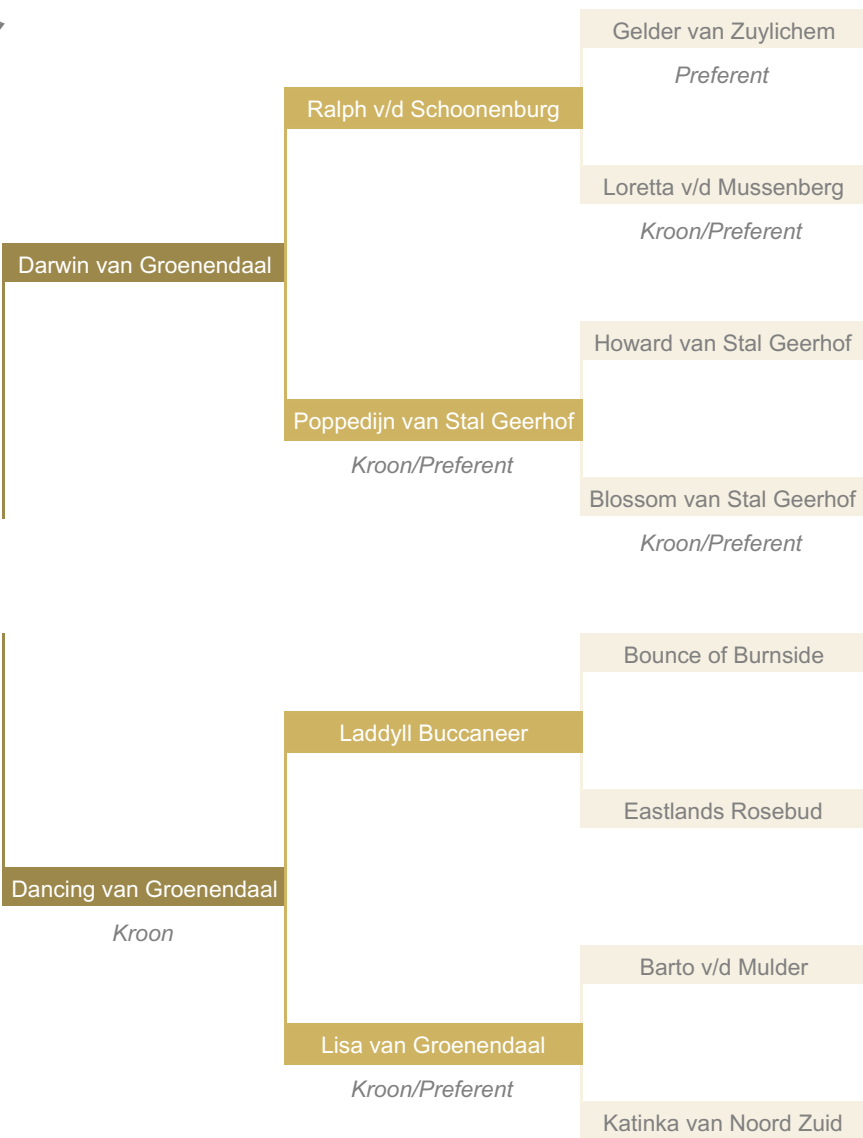 Gelder van Zuylichem
Preferent
Ralph v/d Schoonenburg
Loretta v/d Mussenberg
Kroon/Preferent
Darwin van Groenendaal
Howard van Stal Geerhof
Poppedijn van Stal Geerhof
Kroon/Preferent
Blossom van Stal Geerhof
Kroon/Preferent
Bounce of Burnside
Laddyll Buccaneer
Eastlands Rosebud
Dancing van Groenendaal
Kroon
Barto v/d Mulder
Lisa van Groenendaal
Kroon/Preferent
Katinka van Noord Zuid